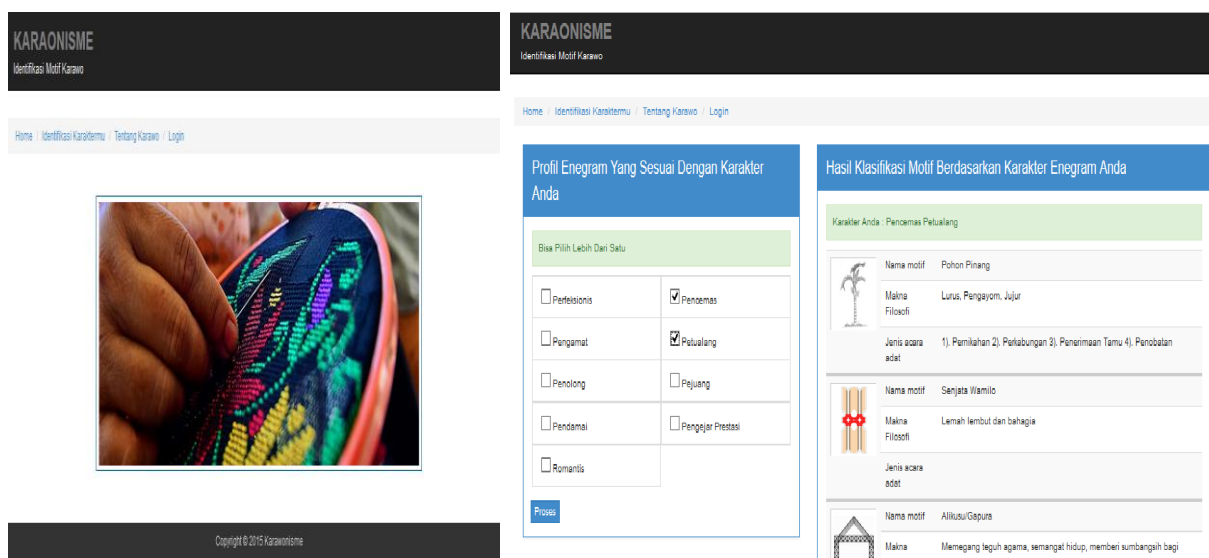 KARAONISME
Identifikasi Motif Karawo
Home / Identifikasi Karaktermu / Tentang Karawo / Login
Copyright © 2015 Karawonisme
KARAONISME
Identifikasi Motif Karawo
Home / Identifikasi Karaktermu / Tentang Karawo / Login
Profil Enegram Yang Sesuai Dengan Karakter
Anda
Bisa Pilih Lebih Dari Satu
Perfeksionis
Pencemas
Pengamat
Petualang
Penolong
Pejuang
Pendamai
Pengejar Prestasi
Romantis
Proses
Hasil Klasifikasi Motif Berdasarkan Karakter Enegram Anda
Karakter Anda : Pencemas Petualang
Nama motif Pohon Pinang
Makna Lurus, Pengayom, Jujur
Filosofi
Jenis acara 1). Pernikahan 2). Perkabungan 3). Penerimaan Tamu 4). Penobatan
adat
Nama motif Senjata Wamilo
Makna Lemah lembut dan bahagia
Filosofi
Jenis acara
adat
Nama motif Alikusu/Gapura
Makna Memegang teguh agama, semangat hidup, memberi sumbangsih bagi